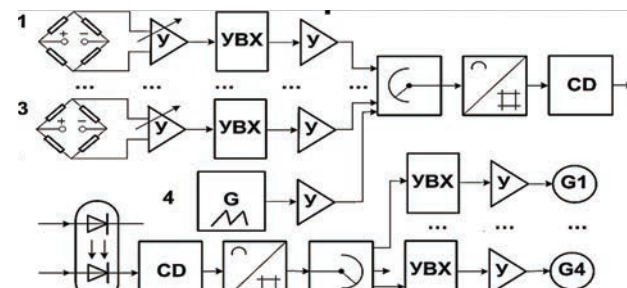 1 + − У УВХ У
... ... ... ... ...
CD
3 + − У УВХ У
4 G У
УВХ У G1
... ... ...
CD УВХ У G4